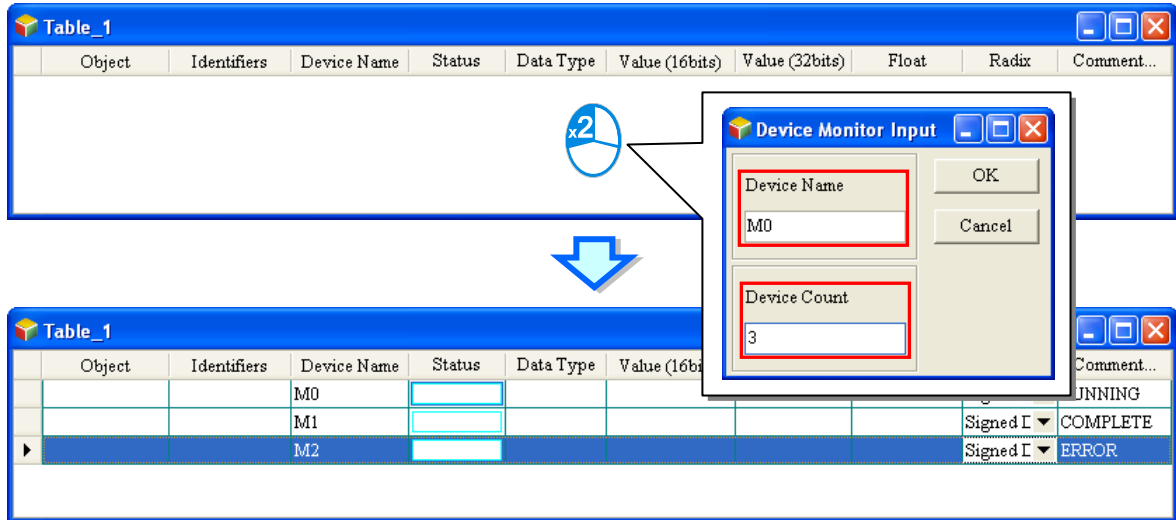 Table_1
Object Identifiers Device Name Status Data Type Value (16bits) Value (32bits) Float Radix Comment...
x2
Device Monitor Input
Device Name
OK
M0
Cancel
Device Count
3
Table_1
Object Identifiers Device Name Status Data Type Value (16bi Comment...
M0 UNNING
M1 Signed D COMPLETE
M2 Signed D ERROR